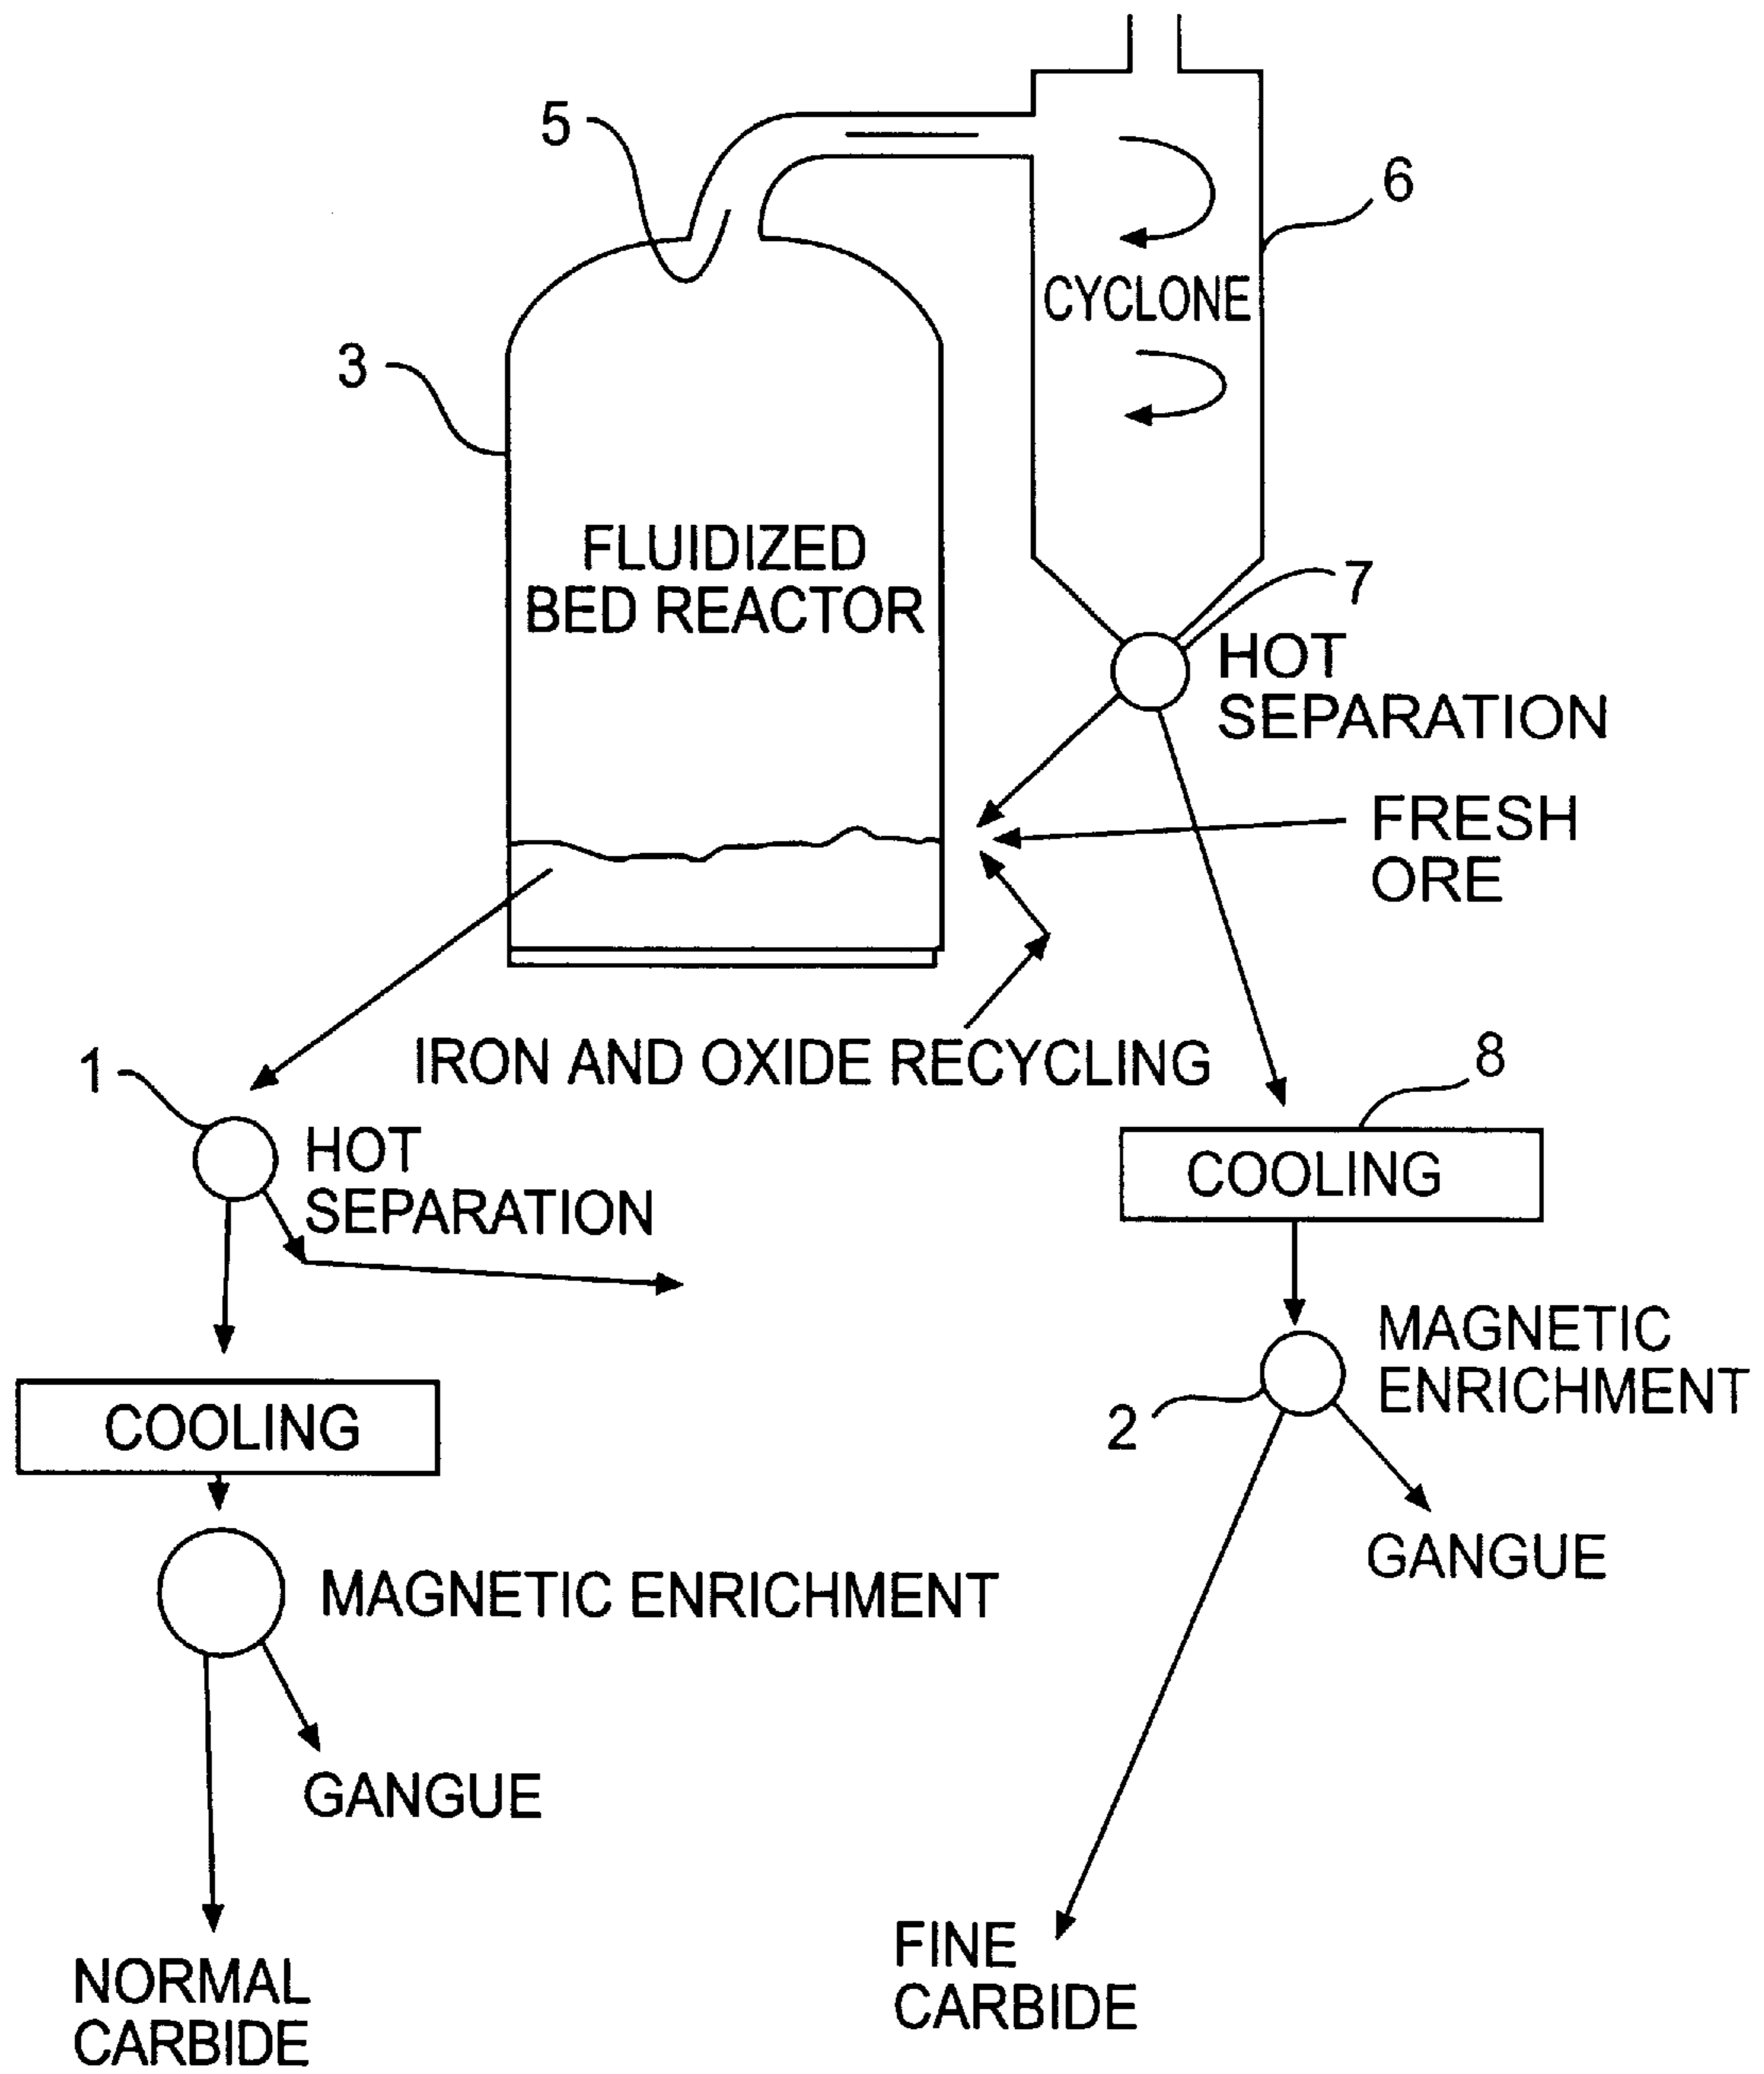 5
6
CYCLONE
3
FLUIDIZED
BED REACTOR
7
HOT
SEPARATION
FRESH
ORE
IRON AND OXIDE RECYCLING
1
HOT
SEPARATION
8
COOLING
MAGNETIC
ENRICHMENT
2
COOLING
GANGUE
MAGNETIC ENRICHMENT
GANGUE
FINE
CARBIDE
NORMAL
CARBIDE